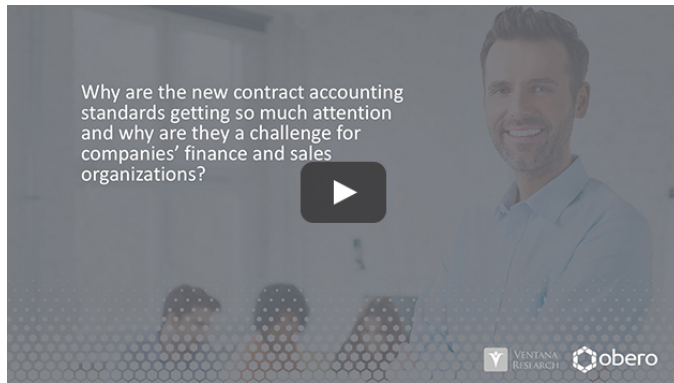 Why are the new contract accounting
standards getting so much attention
and why are they a challenge for
companies' finance and sales
organizations?
VENTANA
RESEARCH
obero